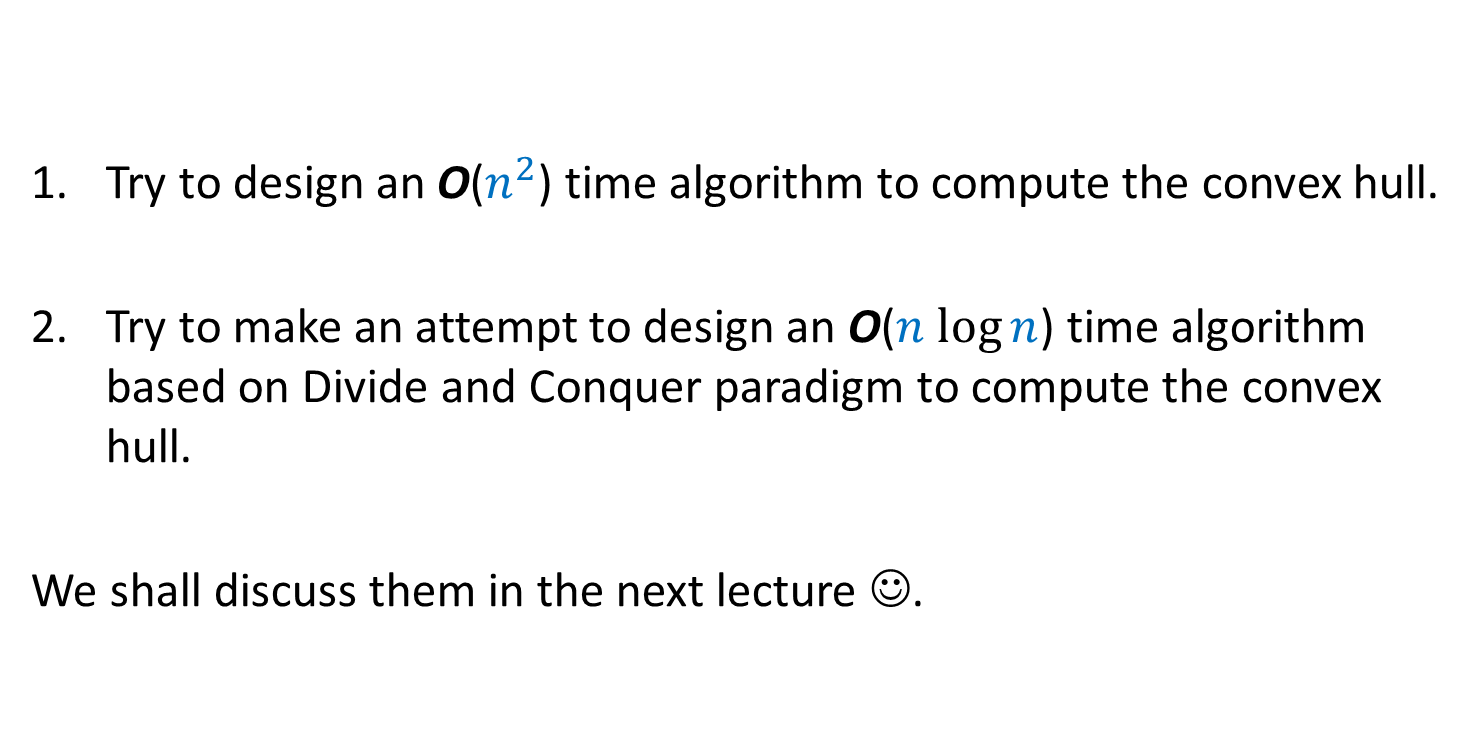 1. Try to design an O(n²) time algorithm to compute the convex hull.
2. Try to make an attempt to design an O(n log n) time algorithm
based on Divide and Conquer paradigm to compute the convex
hull.
We shall discuss them in the next lecture ☺.